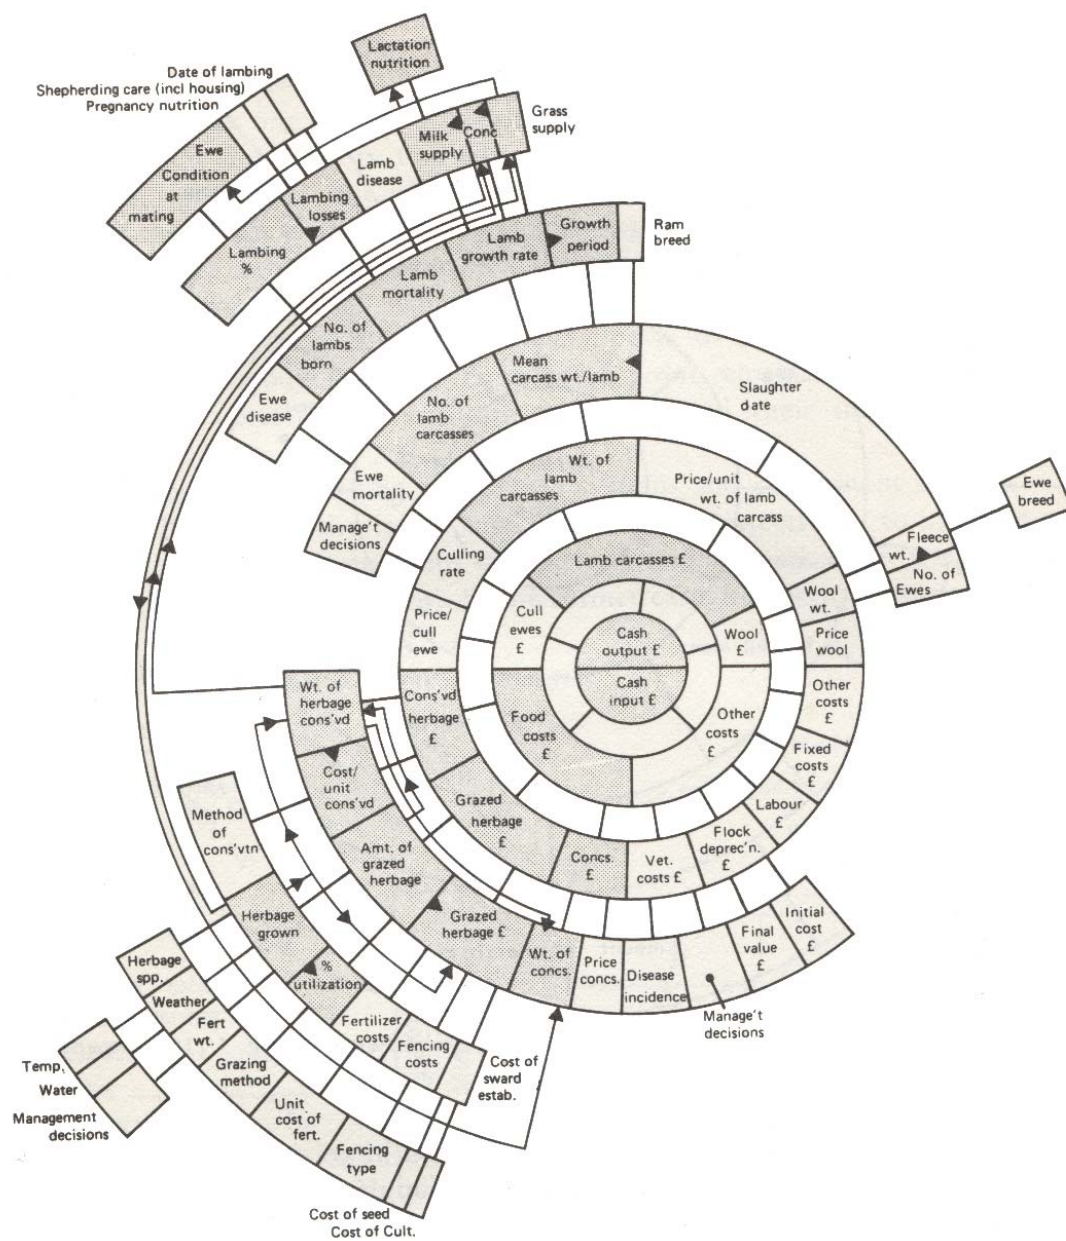 Lactation
nutrition
Date of lambing
Shepherding care (incl housing)
Pregnancy nutrition
Grass
supply
Conc
Milk
supply
Lamb
disease
Lambing
losses
Lambing
%
Ewe
Condition
at
mating
Ram
breed
Growth
period
Lamb
growth rate
Lamb
mortality
No. of
lambs
born
Ewe
disease
Slaughter
date
Mean
carcass wt./lamb
No. of
lamb
carcasses
Ewe
mortality
Manage't
decisions
Ewe
breed
Fleece
wt.
No. of
Ewes
Wt. of
lamb
carcasses
Price/unit
wt. of lamb
carcass
Culling
rate
Price/
cull
ewe
Wool
wt.
Price
wool
Lamb carcasses £
Cull
ewes
£
Wool
£
Cash
output £
Cash
input £
Food
costs
£
Other
costs
£
Cons'vd
herbage
£
Grazed
herbage
£
Concs.
£
Vet.
costs £
Flock
deprec'n.
£
Labour
£
Fixed
costs
£
Other
costs
£
Wt. of
herbage
cons'vd
Cost/
unit
cons'vd
Amt. of
grazed
herbage
Grazed
herbage £
Wt. of
concs.
Price
concs.
Disease
incidence
Manage't
decisions
Final
value
£
Initial
cost
£
Method
of
cons'vtn
Herbage
grown
%
utilization
Fertilizer
costs
Fencing
costs
Cost of
sward
estab.
Herbage
spp.
Weather
Fert
wt.
Grazing
method
Unit
cost of
fert.
Fencing
type
Cost of seed
Cost of Cult.
Temp.
Water
Management
decisions